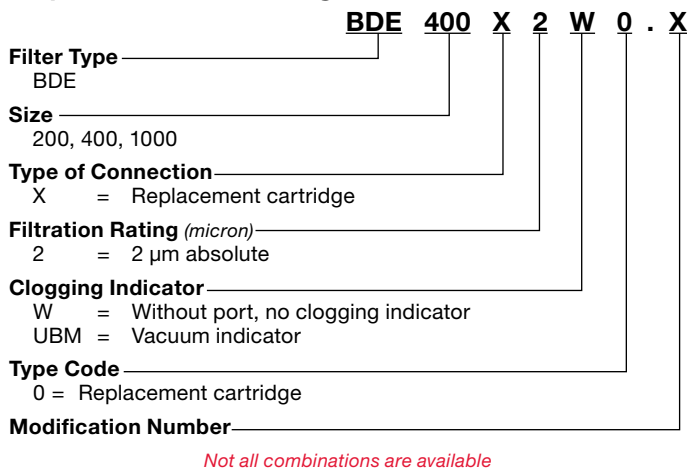 BDE 400 X 2 W 0 . X
Filter Type
BDE
Size
200, 400, 1000
Type of Connection
X = Replacement cartridge
Filtration Rating (micron)
2 = 2 µm absolute
Clogging Indicator
W = Without port, no clogging indicator
UBM = Vacuum indicator
Type Code
0 = Replacement cartridge
Modification Number
Not all combinations are available